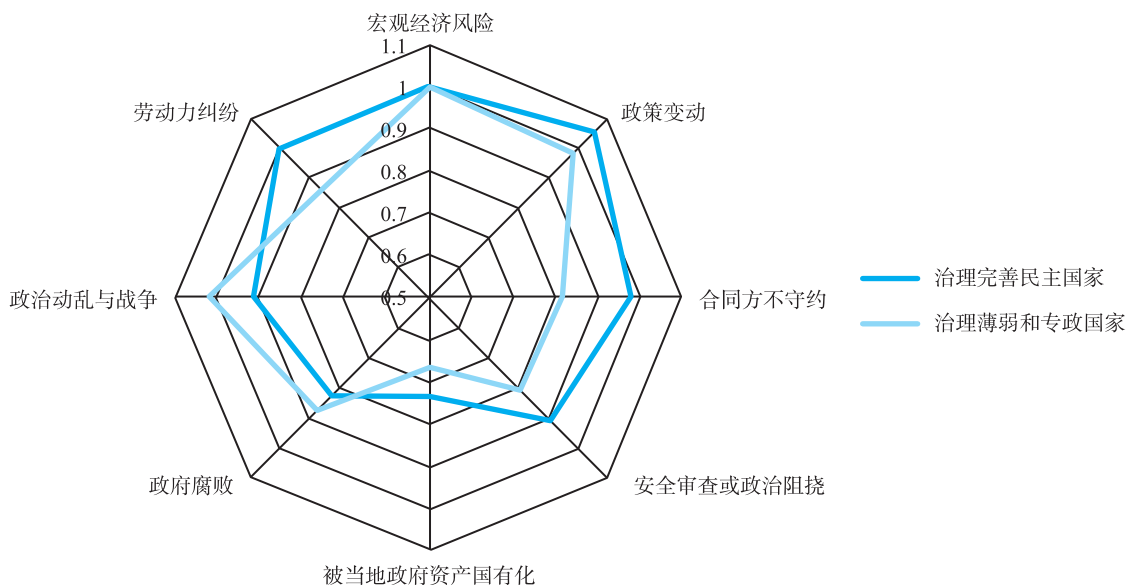 宏观经济风险
1.1
1
劳动力纠纷
政策变动
0.9
0.8
0.7
0.6
0.5
政治动乱与战争
合同方不守约
治理完善民主国家
治理薄弱和专政国家
政府腐败
安全审查或政治阻挠
被当地政府资产国有化